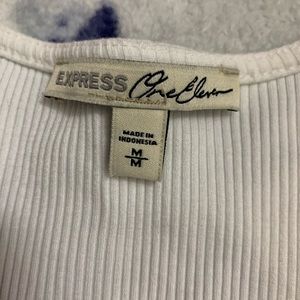 EXPRESS One Eleven
MADE IN
INDONESIA
M
M